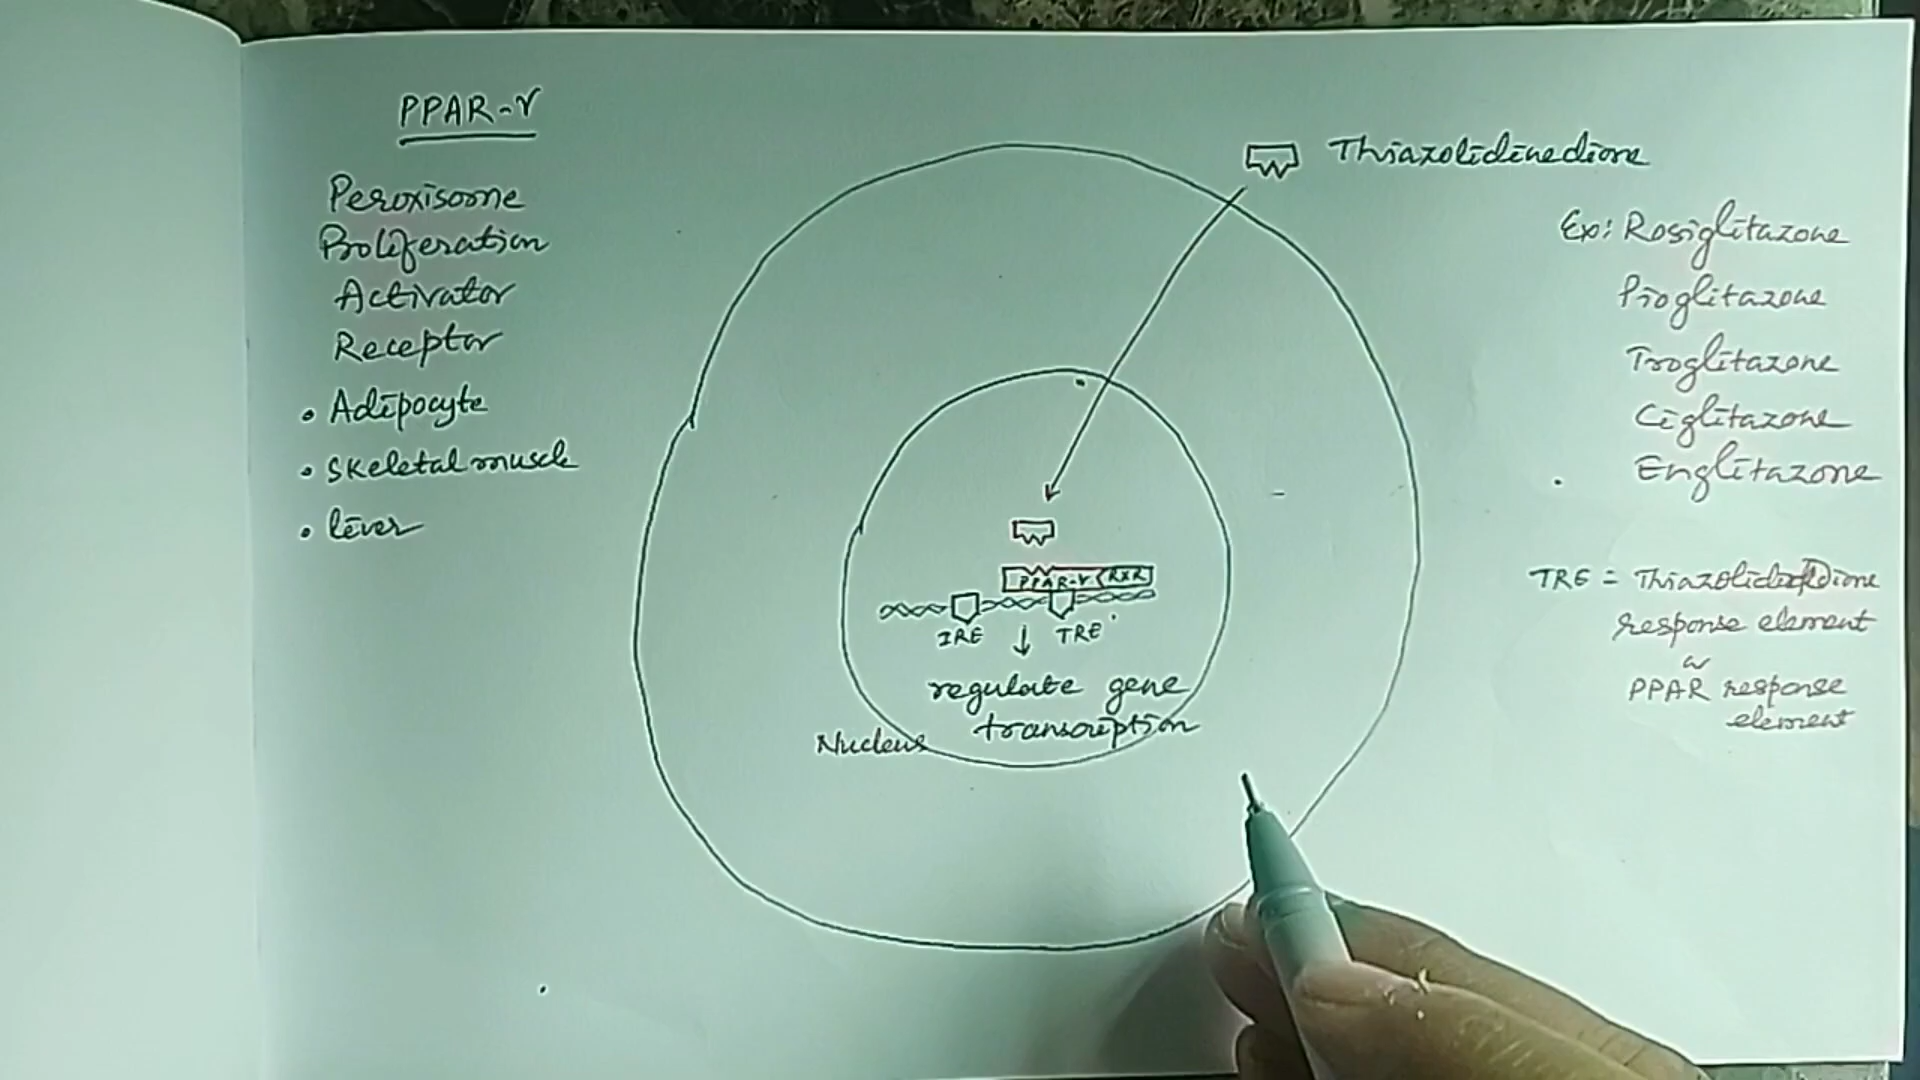 PPAR-γ
Peroxisome
Proliferation
Activator
Receptor
• Adipocyte
• Skeletal muscle
• liver
Thiazolidinedione
Ex: Rosiglitazone
Pioglitazone
Troglitazone
Ciglitazone
Englitazone
TRE = Thiazolidinedione
response element
or
PPAR response
element
PPAR-γ RXR
IRE TRE
regulate gene
transcription
Nucleus